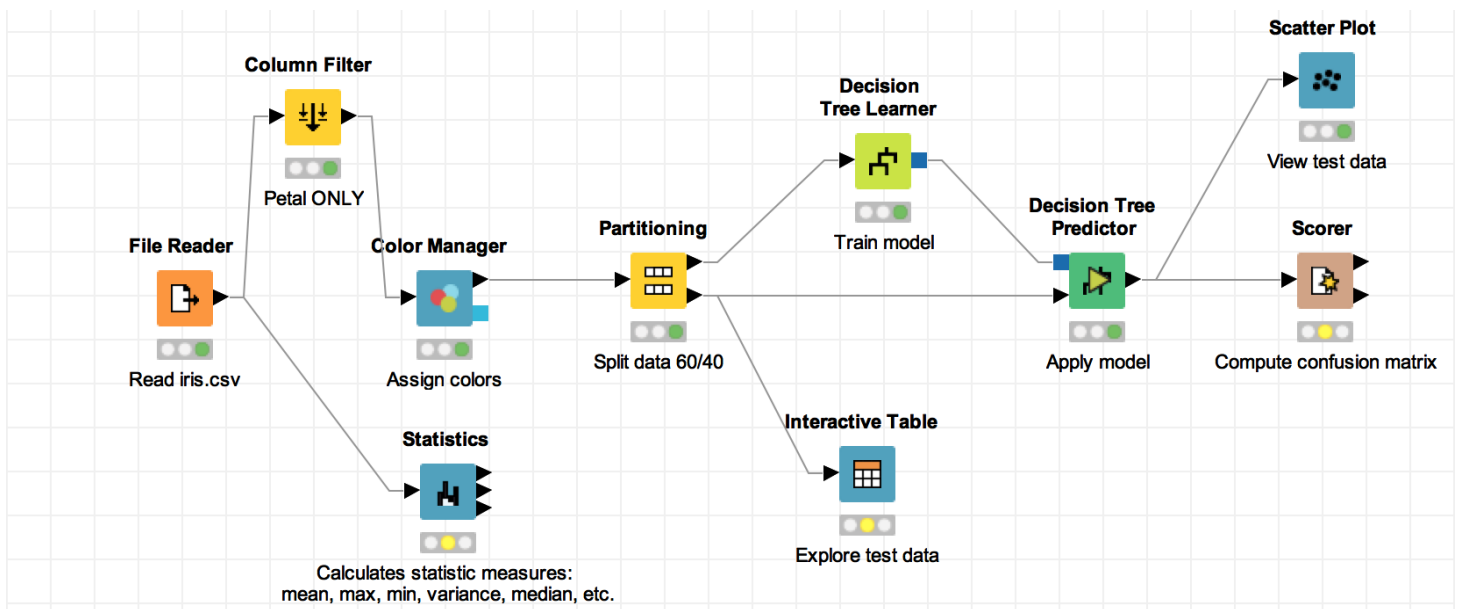 Scatter Plot
Column Filter
Decision
Tree Learner
View test data
Petal ONLY
Decision Tree
Predictor
Partitioning
Scorer
Train model
File Reader
Color Manager
Split data 60/40
Apply model
Compute confusion matrix
Read iris.csv
Assign colors
Interactive Table
Statistics
Explore test data
Calculates statistic measures:
mean, max, min, variance, median, etc.